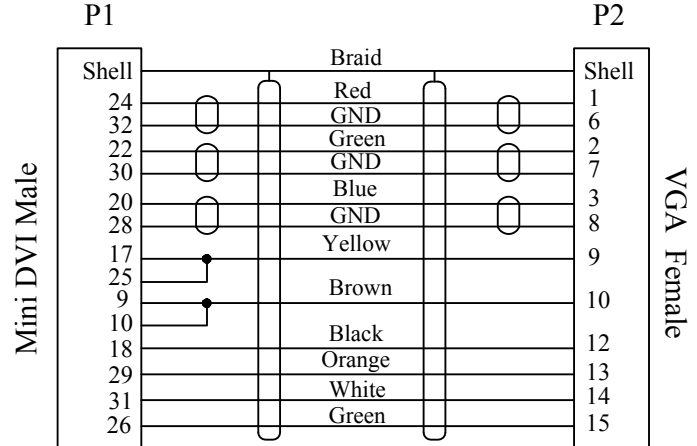 P1 P2
Shell Braid Shell
24 Red 1
32 GND 6
22 Green 2
30 GND 7
20 Blue 3
28 GND 8
17 Yellow 9
25
9 Brown 10
10
18 Black 12
29 Orange 13
31 White 14
26 Green 15
Mini DVI Male
VGA Female